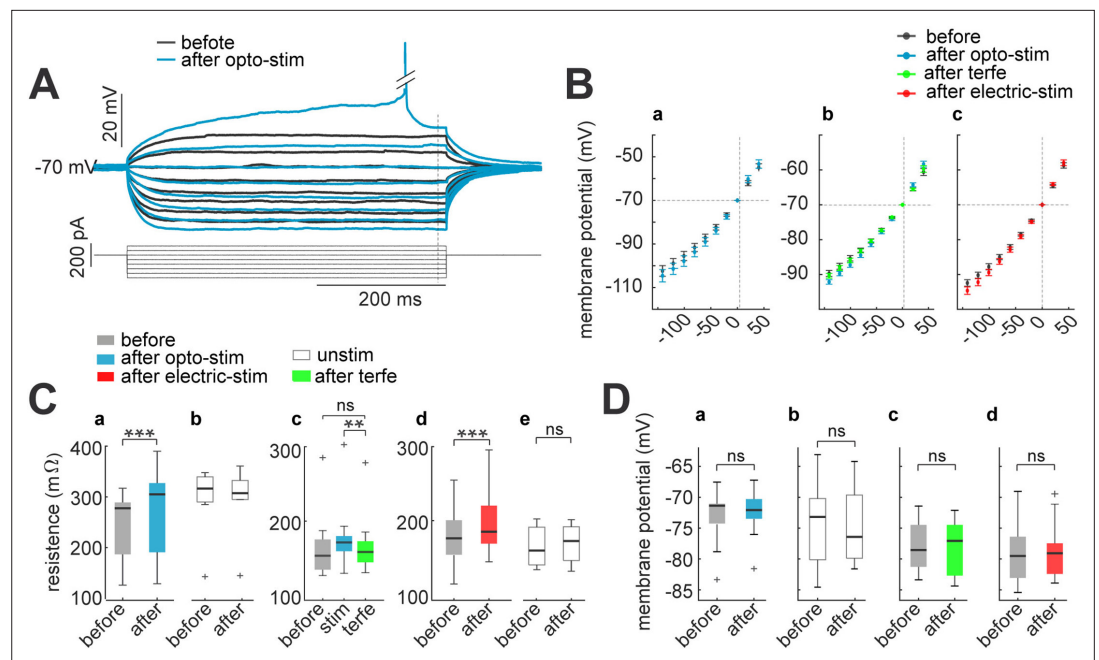 befote
after opto-stim
A
20 mV
-70 mV
200 pA
200 ms
before
after opto-stim
after terfe
after electric-stim
B
a
b
c
membrane potential (mV)
-50
-70
-90
-110
-60
-70
-80
-90
-100
-50
0
50
-100
-50
0
50
-100
-50
0
50
before
after opto-stim
after electric-stim
unstim
after terfe
C
a
b
c
d
e
resistence (m Ω)
400
300
200
100
300
200
100
300
200
100
***
ns
**
***
ns
before
after
before
after
before
stim
terfe
before
after
before
after
D
a
b
c
d
membrane potential (mV)
-65
-70
-75
-80
-85
ns
ns
ns
ns
before
after
before
after
before
after
before
after